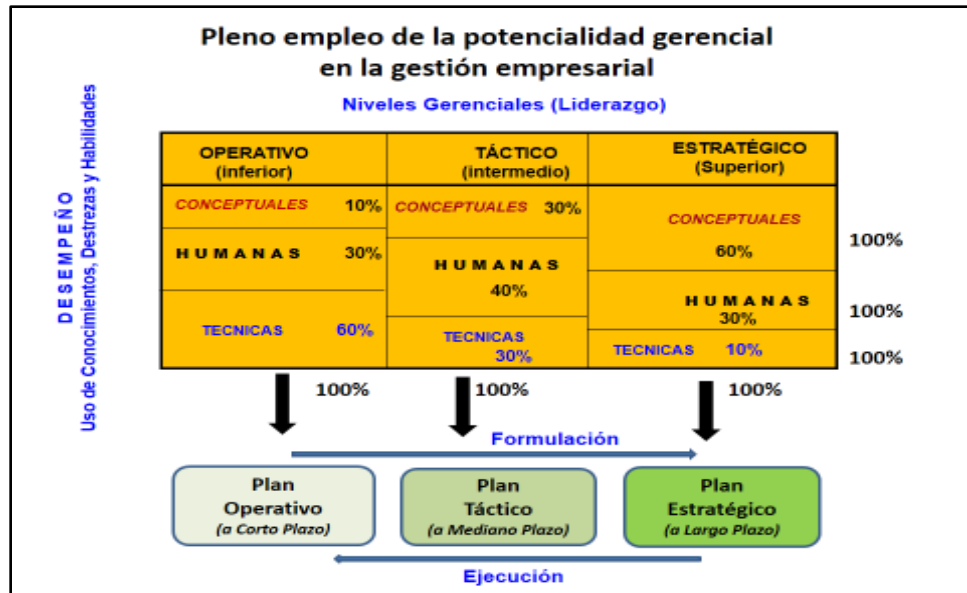 Pleno empleo de la potencialidad gerencial
en la gestión empresarial
Niveles Gerenciales (Liderazgo)
DESEMPEÑO
Uso de Conocimientos, Destrezas y Habilidades
OPERATIVO
(inferior)
TÁCTICO
(intermedio)
ESTRATÉGICO
(Superior)
CONCEPTUALES 10%
CONCEPTUALES 30%
CONCEPTUALES
60%
100%
HUMANAS 30%
HUMANAS
40%
HUMANAS
30%
100%
TECNICAS 60%
TECNICAS
30%
TECNICAS 10%
100%
100%
100%
100%
Formulación
Plan
Operativo
(a Corto Plazo)
Plan
Táctico
(a Mediano Plazo)
Plan
Estratégico
(a Largo Plazo)
Ejecución